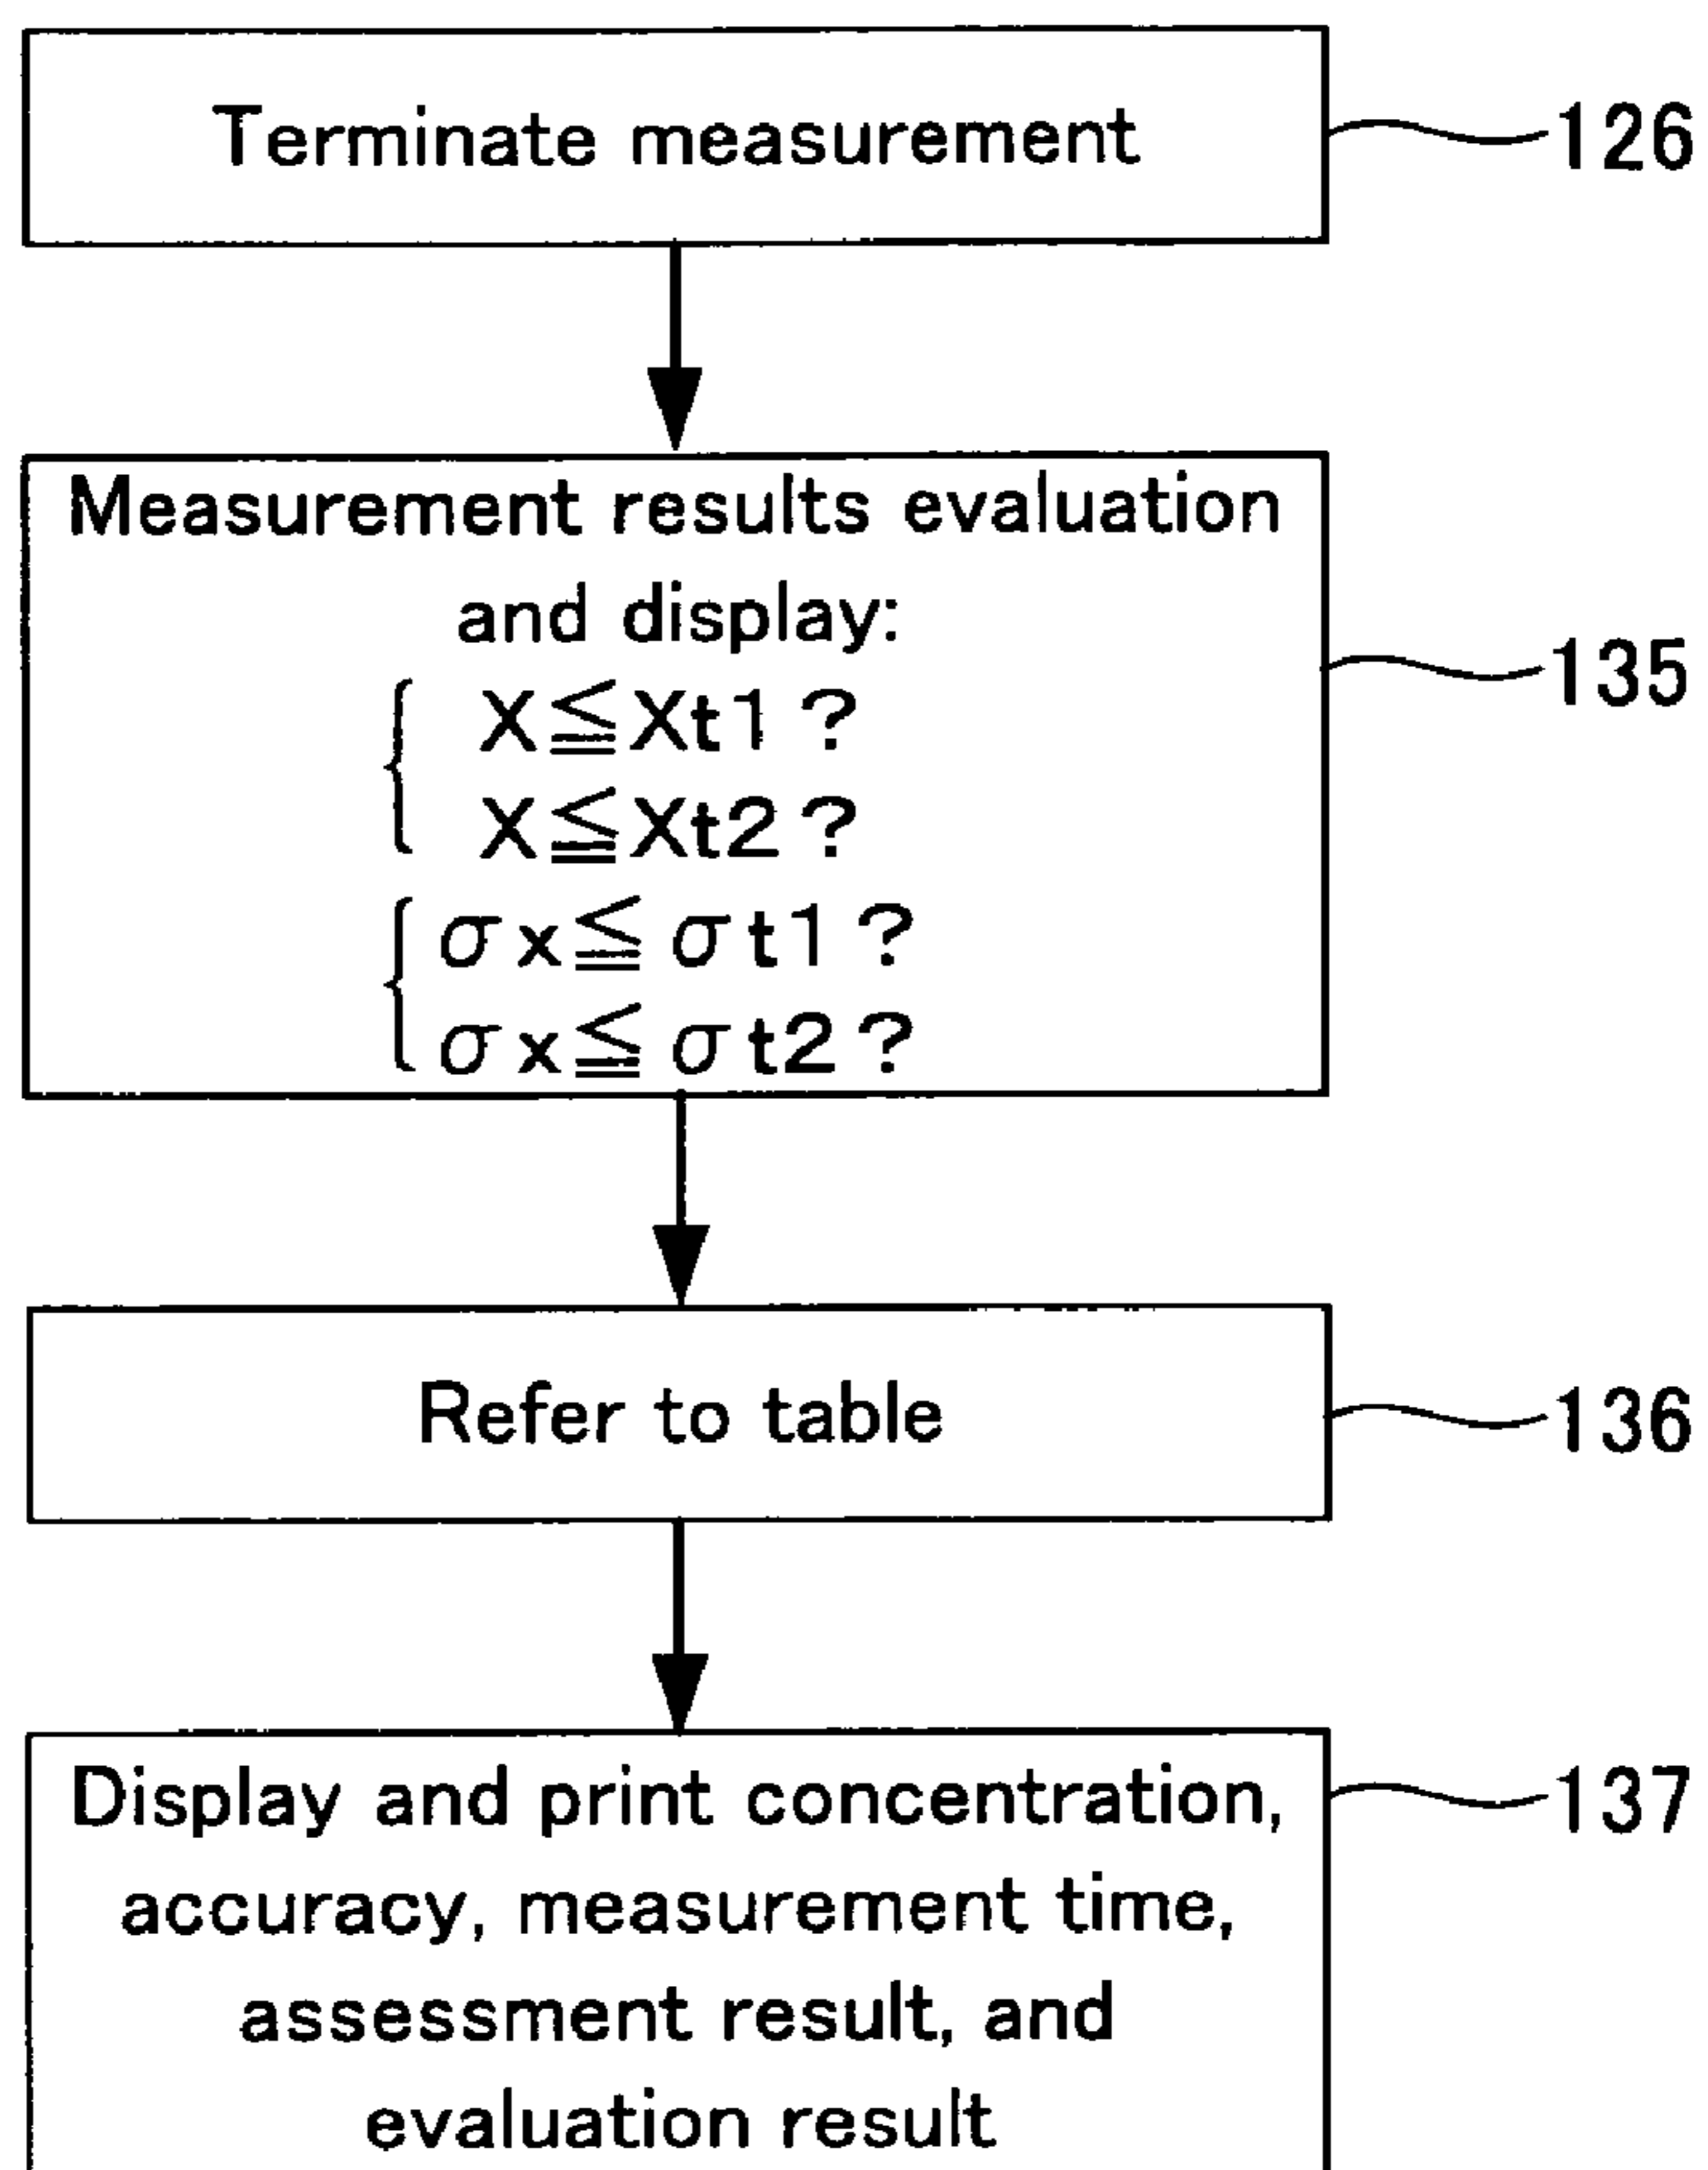 Terminate measurement
126
Measurement results evaluation
and display:
X≦Xt1?
X≦Xt2?
σx≦σt1?
σx≦σt2?
135
Refer to table
136
Display and print concentration,
accuracy, measurement time,
assessment result, and
evaluation result
137